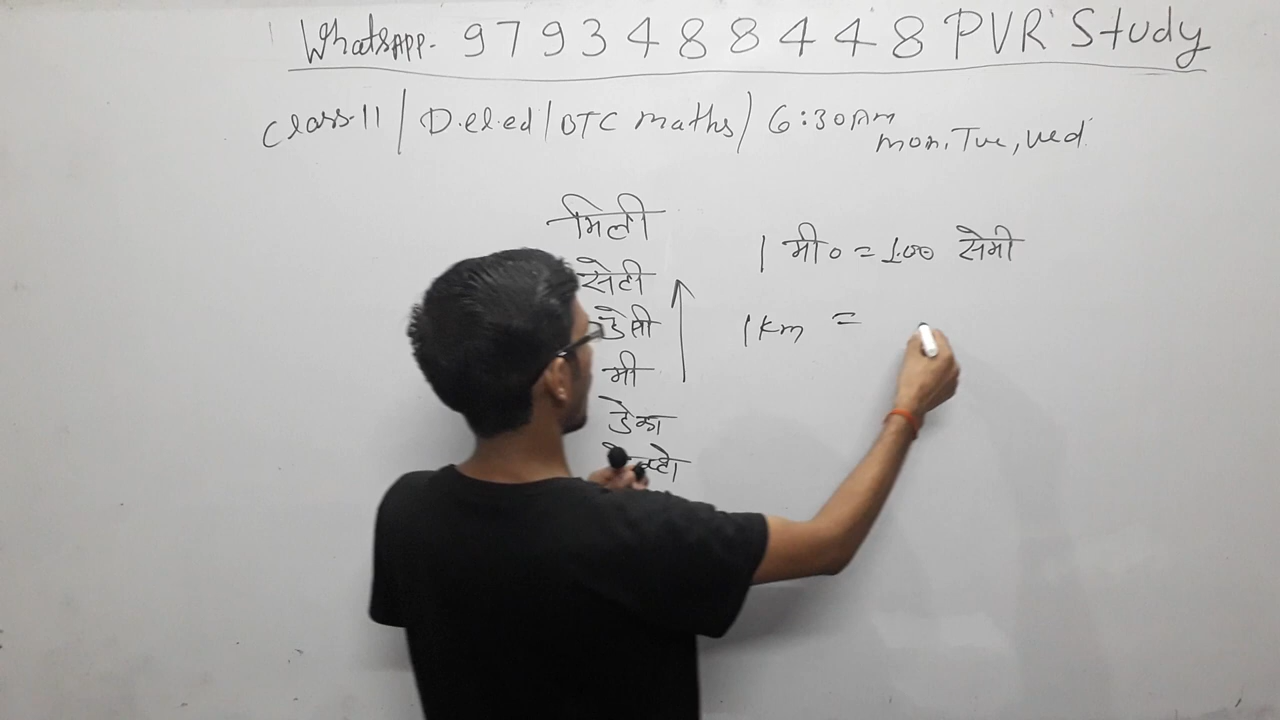 WhatsApp. 9793488448 PVR Study
class-11 / D.el.ed / BTC maths / 6:30 Am
mon, Tue, wed
मिली
सेटी
डेसी
मी
डेका
1 मी० = 100 सेमी
1 km =